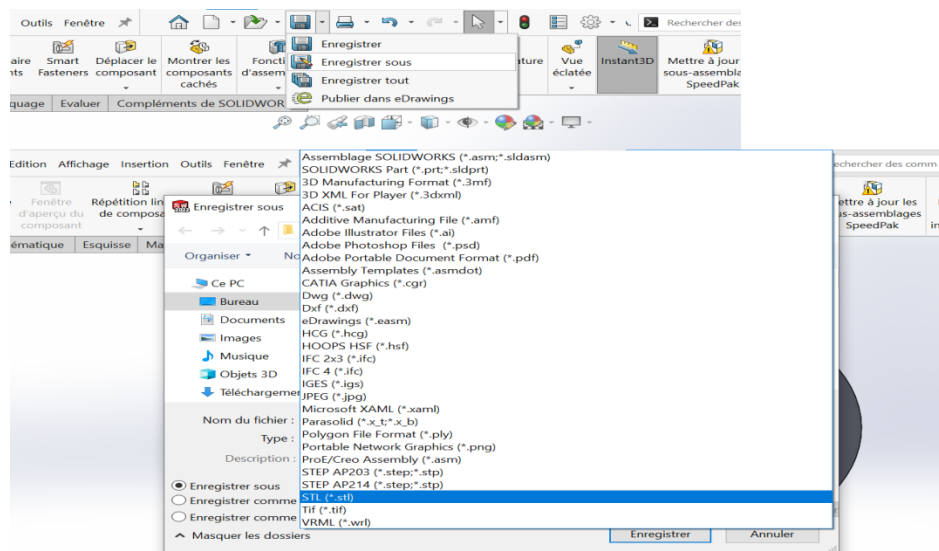 Outils Fenêtre
Rechercher des
aire Smart Déplacer le Montrer les Foncti ature Vue Instant3D Mettre à jour
nts Fasteners composant composants d'assem éclatée sous-assembla
cachés SpeedPak
quage Evaluer Compléments de SOLIDWOR
Enregistrer
Enregistrer sous
Enregistrer tout
Publier dans eDrawings
Edition Affichage Insertion Outils Fenêtre
echercher des comm
Fenêtre Répétition lin ettre à jour les
d'aperçu du de composa s-assemblages
composant SpeedPak in
ématique Esquisse Ma
Enregistrer sous
Organiser No
Ce PC
Bureau
Documents
Images
Musique
Objets 3D
Téléchargemer
Nom du fichier :
Type :
Description :
Enregistrer sous
Enregistrer comme
Enregistrer comme
Masquer les dossiers
Assemblage SOLIDWORKS (*.asm;*.sldasm)
SOLIDWORKS Part (*.prt;*.sldprt)
3D Manufacturing Format (*.3mf)
3D XML For Player (*.3dxml)
ACIS (*.sat)
Additive Manufacturing File (*.amf)
Adobe Illustrator Files (*.ai)
Adobe Photoshop Files (*.psd)
Adobe Portable Document Format (*.pdf)
Assembly Templates (*.asmdot)
CATIA Graphics (*.cgr)
Dwg (*.dwg)
Dxf (*.dxf)
eDrawings (*.easm)
HCG (*.hcg)
HOOPS HSF (*.hsf)
IFC 2x3 (*.ifc)
IFC 4 (*.ifc)
IGES (*.igs)
JPEG (*.jpg)
Microsoft XAML (*.xaml)
Parasolid (*.x_t;*.x_b)
Polygon File Format (*.ply)
Portable Network Graphics (*.png)
ProE/Creo Assembly (*.asm)
STEP AP203 (*.step;*.stp)
STEP AP214 (*.step;*.stp)
STL (*.stl)
Tif (*.tif)
VRML (*.wrl)
Enregistrer Annuler